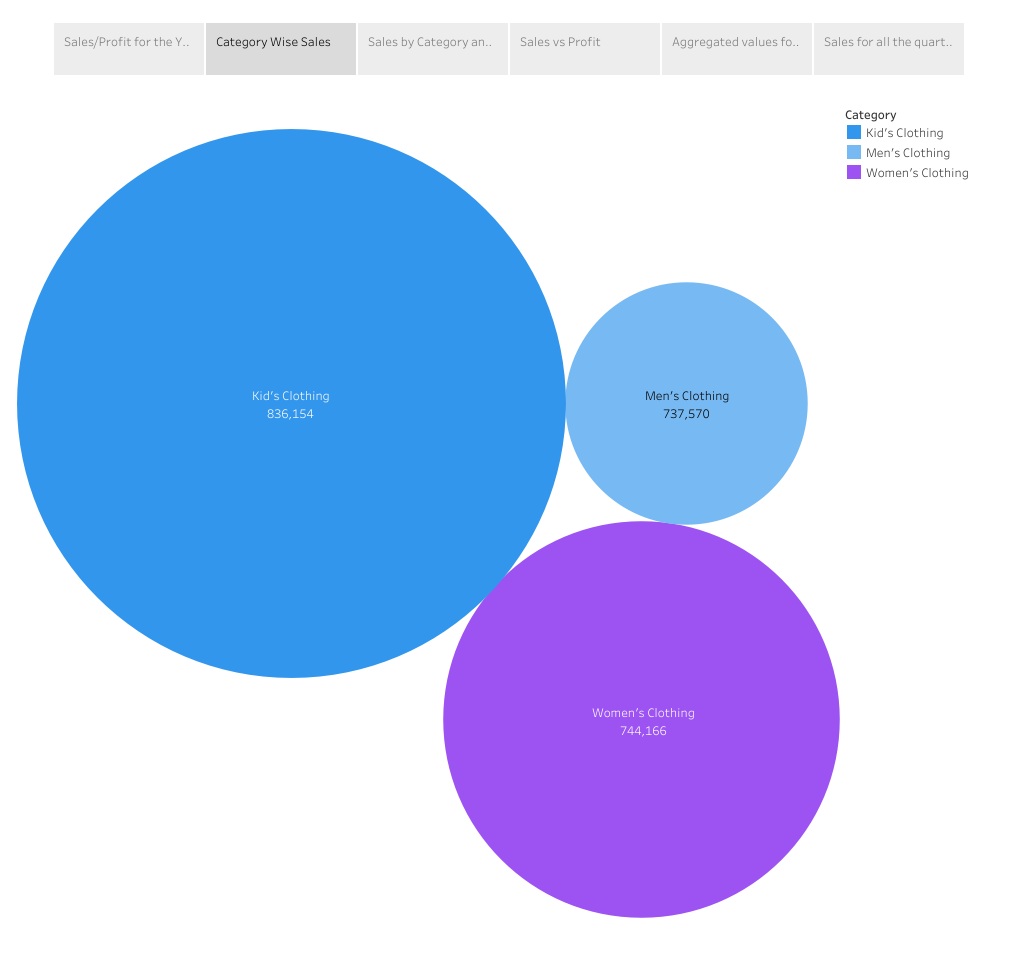 Sales/Profit for the Y..
Category Wise Sales
Sales by Category an..
Sales vs Profit
Aggregated values fo..
Sales for all the quart..
Category
Kid's Clothing
Men's Clothing
Women's Clothing
Kid's Clothing
836,154
Men's Clothing
737,570
Women's Clothing
744,166